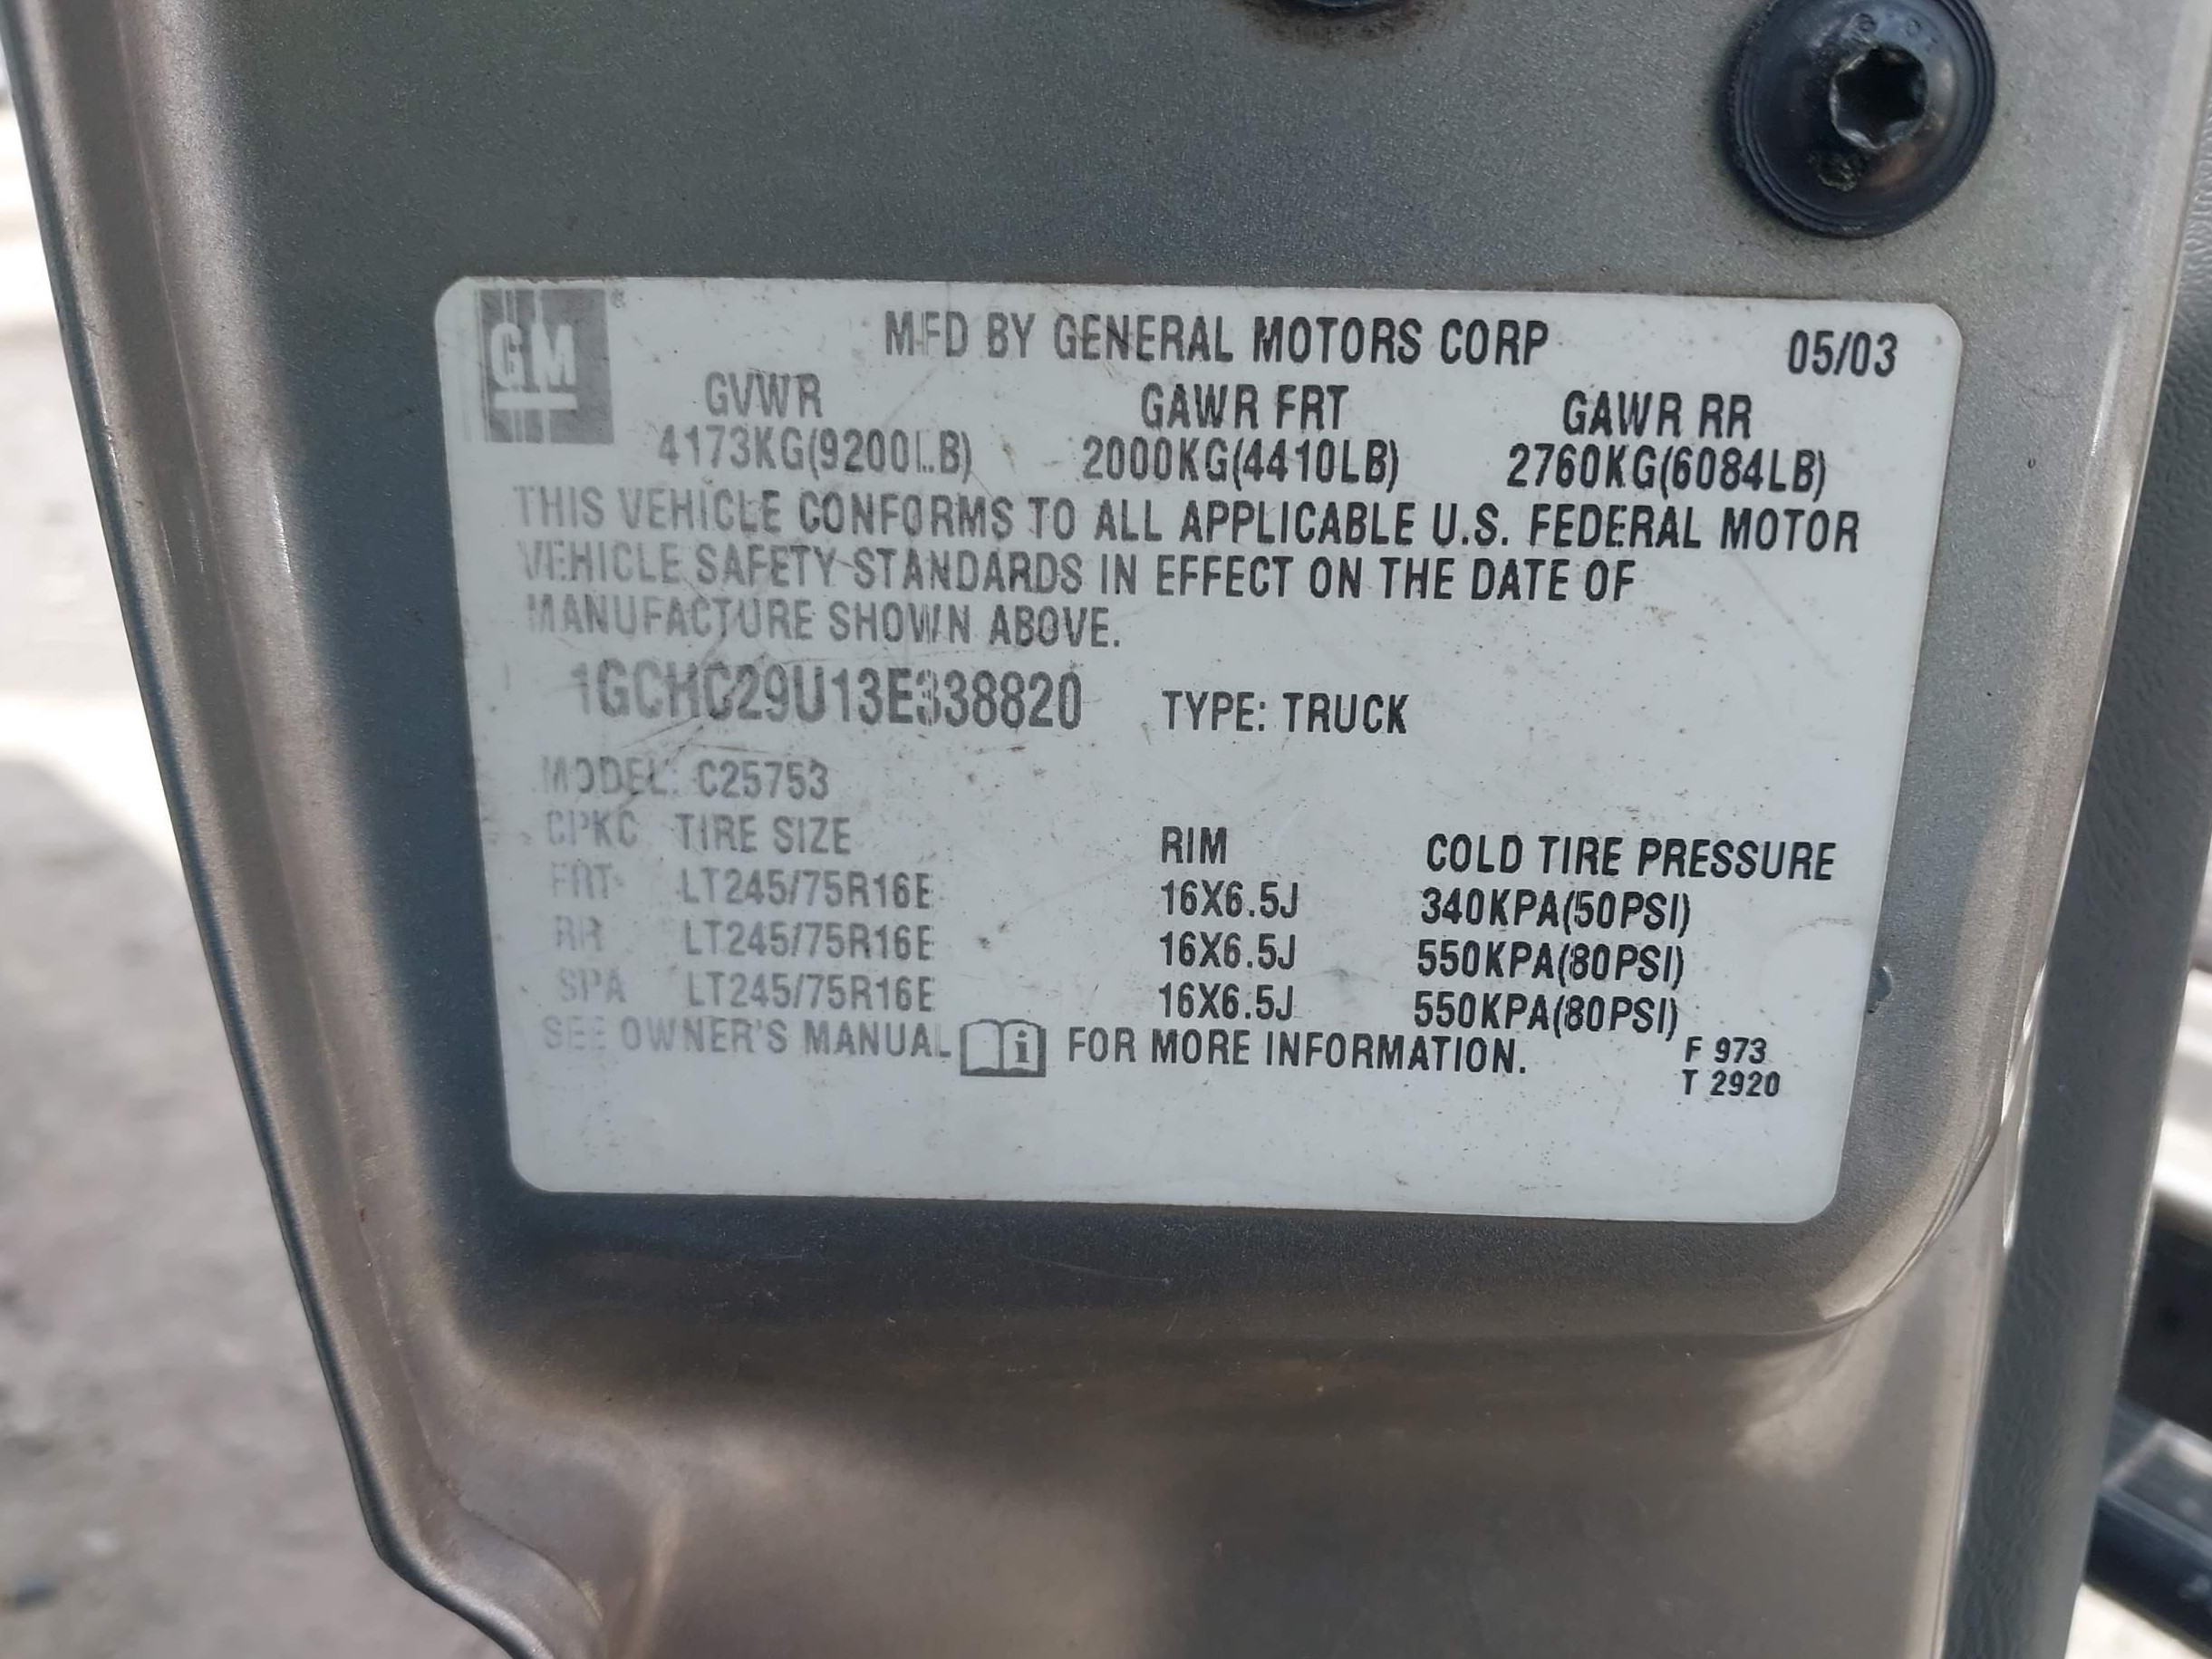 GM
MFD BY GENERAL MOTORS CORP 05/03
GVWR GAWR FRT GAWR RR
4173KG(9200LB) 2000KG(4410LB) 2760KG(6084LB)
THIS VEHICLE CONFORMS TO ALL APPLICABLE U.S. FEDERAL MOTOR
VEHICLE SAFETY STANDARDS IN EFFECT ON THE DATE OF
MANUFACTURE SHOWN ABOVE.
1GCHC29U13E338820 TYPE: TRUCK
MODEL: C25753
CPKC TIRE SIZE RIM COLD TIRE PRESSURE
FRT LT245/75R16E 16X6.5J 340KPA(50PSI)
RR LT245/75R16E 16X6.5J 550KPA(80PSI)
SPA LT245/75R16E 16X6.5J 550KPA(80PSI)
SEE OWNER'S MANUAL i FOR MORE INFORMATION.
F 973
T 2920